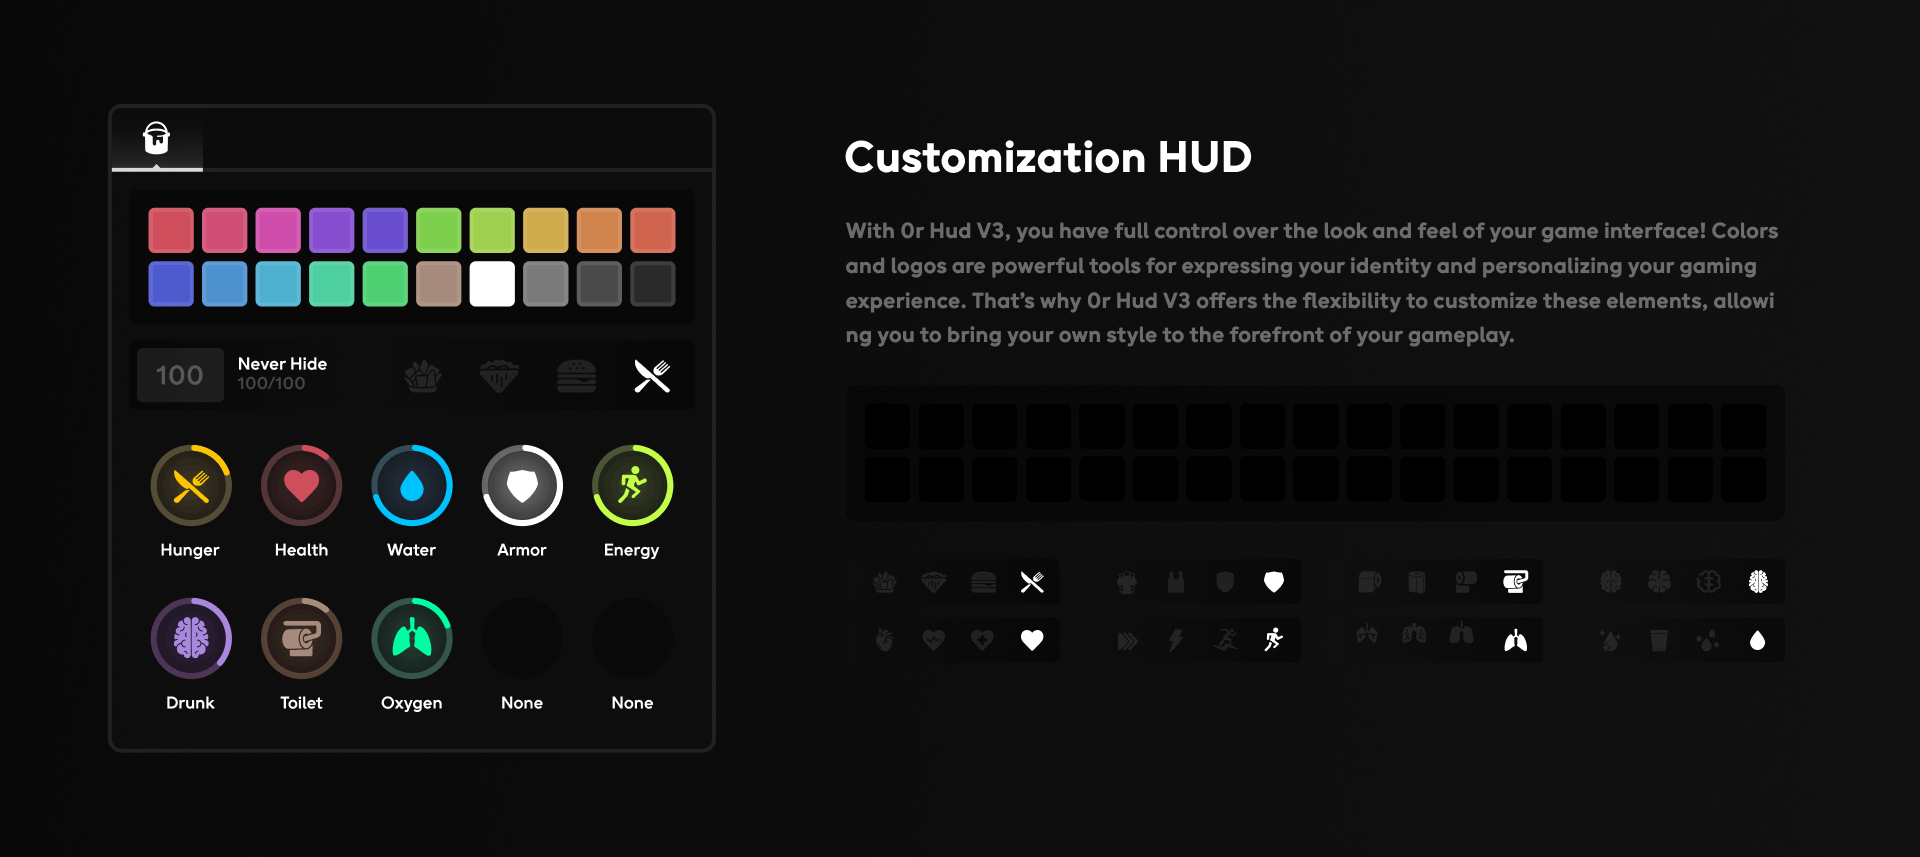 Customization HUD
With 0r Hud V3, you have full control over the look and feel of your game interface! Colors
and logos are powerful tools for expressing your identity and personalizing your gaming
experience. That's why 0r Hud V3 offers the flexibility to customize these elements, allowi
ng you to bring your own style to the forefront of your gameplay.
100
Never Hide
100/100
Hunger
Health
Water
Armor
Energy
Drunk
Toilet
Oxygen
None
None